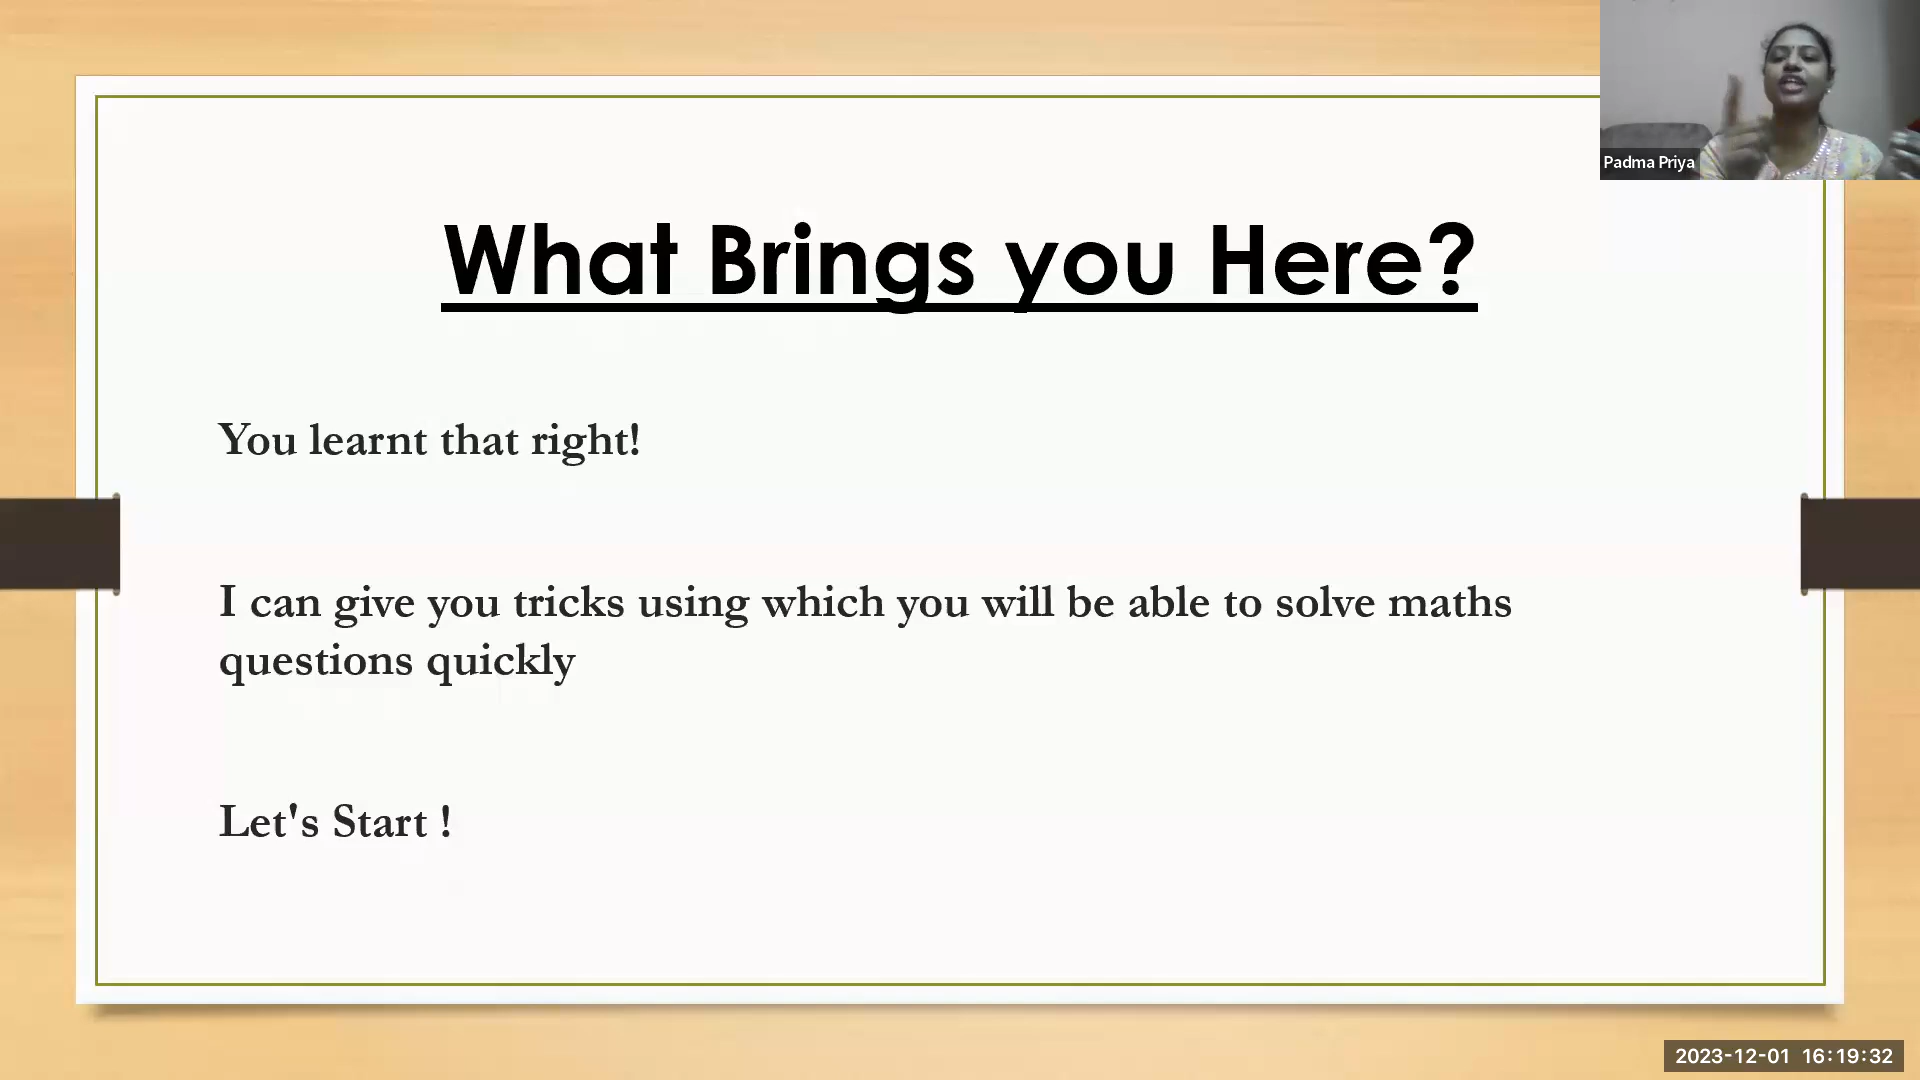 Padma Priya
What Brings you Here?
You learnt that right!
I can give you tricks using which you will be able to solve maths
questions quickly
Let's Start !
2023-12-01 16:19:32